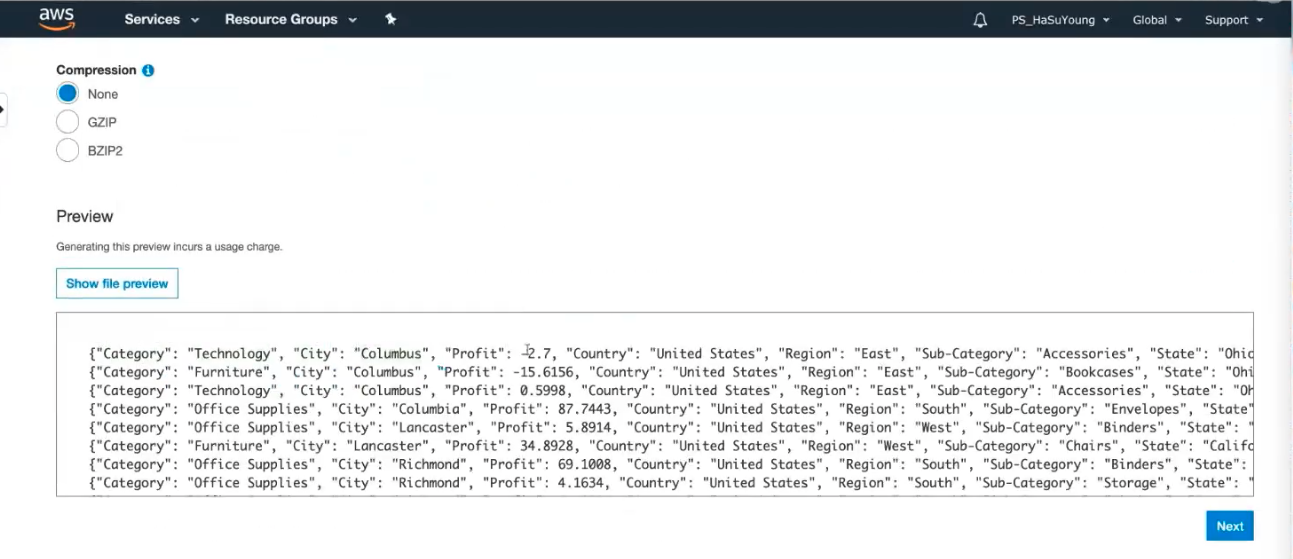 aws Services Resource Groups PS_HaSuYoung Global Support
Compression
None
GZIP
BZIP2
Preview
Generating this preview incurs a usage charge.
Show file preview
{"Category": "Technology", "City": "Columbus", "Profit": -2.7, "Country": "United States", "Region": "East", "Sub-Category": "Accessories", "State": "Ohio
{"Category": "Furniture", "City": "Columbus", "Profit": -15.6156, "Country": "United States", "Region": "East", "Sub-Category": "Bookcases", "State": "Ohi
{"Category": "Technology", "City": "Columbus", "Profit": 0.5998, "Country": "United States", "Region": "East", "Sub-Category": "Accessories", "State": "Oh
{"Category": "Office Supplies", "City": "Columbia", "Profit": 87.7443, "Country": "United States", "Region": "South", "Sub-Category": "Envelopes", "State"
{"Category": "Office Supplies", "City": "Lancaster", "Profit": 5.8914, "Country": "United States", "Region": "West", "Sub-Category": "Binders", "State": "
{"Category": "Furniture", "City": "Lancaster", "Profit": 34.8928, "Country": "United States", "Region": "West", "Sub-Category": "Chairs", "State": "Califo
{"Category": "Office Supplies", "City": "Richmond", "Profit": 69.1008, "Country": "United States", "Region": "South", "Sub-Category": "Binders", "State":
{"Category": "Office Supplies", "City": "Richmond", "Profit": 4.1634, "Country": "United States", "Region": "South", "Sub-Category": "Storage", "State": "
Next